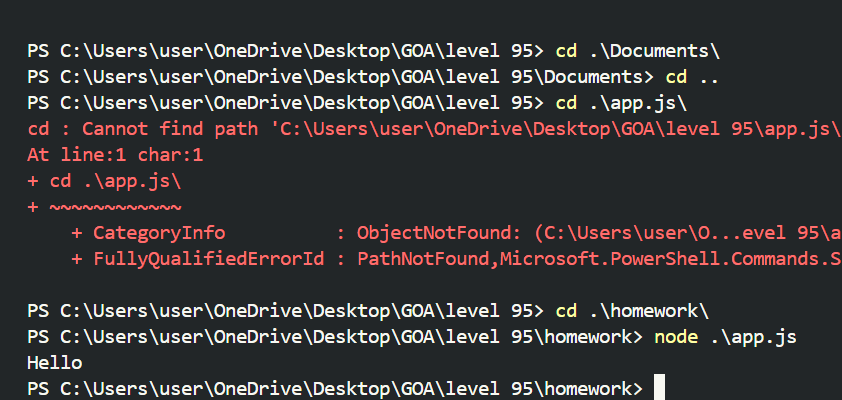 PS C:\Users\user\OneDrive\Desktop\GOA\level 95> cd .\Documents\
PS C:\Users\user\OneDrive\Desktop\GOA\level 95\Documents> cd ..
PS C:\Users\user\OneDrive\Desktop\GOA\level 95> cd .\app.js\
cd : Cannot find path 'C:\Users\user\OneDrive\Desktop\GOA\level 95\app.js\
At line:1 char:1
+ cd .\app.js\
+ ~~~~~~~~~~~~
    + CategoryInfo          : ObjectNotFound: (C:\Users\user\O...evel 95\a
    + FullyQualifiedErrorId : PathNotFound,Microsoft.PowerShell.Commands.S
PS C:\Users\user\OneDrive\Desktop\GOA\level 95> cd .\homework\
PS C:\Users\user\OneDrive\Desktop\GOA\level 95\homework> node .\app.js
Hello
PS C:\Users\user\OneDrive\Desktop\GOA\level 95\homework>